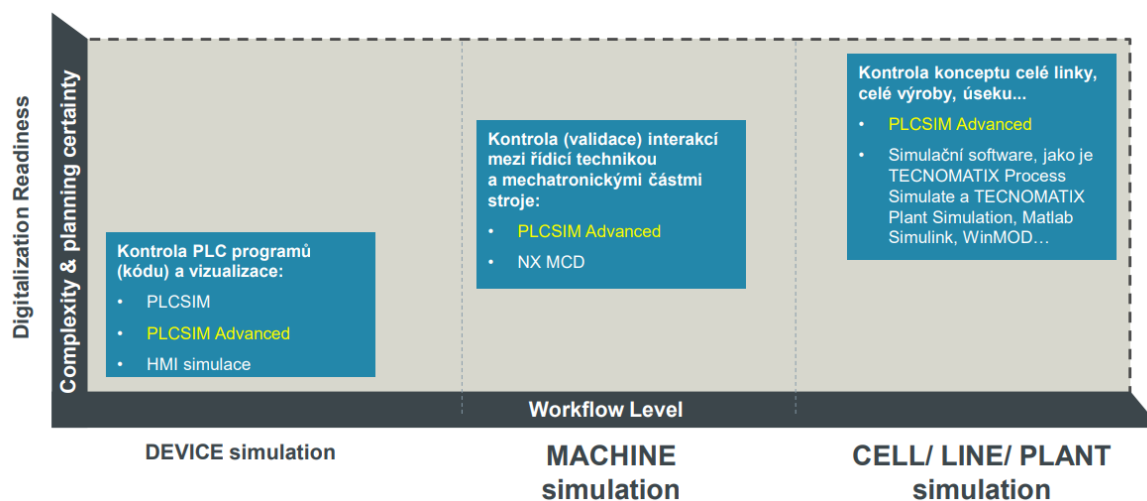 Digitalization Readiness
Complexity & planning certainty
Kontrola PLC programů
(kódu) a vizualizace:
• PLCSIM
• PLCSIM Advanced
• HMI simulace
Kontrola (validace) interakcí
mezi řídicí technikou
a mechatronickými částmi
stroje:
• PLCSIM Advanced
• NX MCD
Kontrola konceptu celé linky,
celé výroby, úseku...
• PLCSIM Advanced
• Simulační software, jako je
TECNOMATIX Process
Simulate a TECNOMATIX
Plant Simulation, Matlab
Simulink, WinMOD…
Workflow Level
DEVICE simulation
MACHINE
simulation
CELL/ LINE/ PLANT
simulation